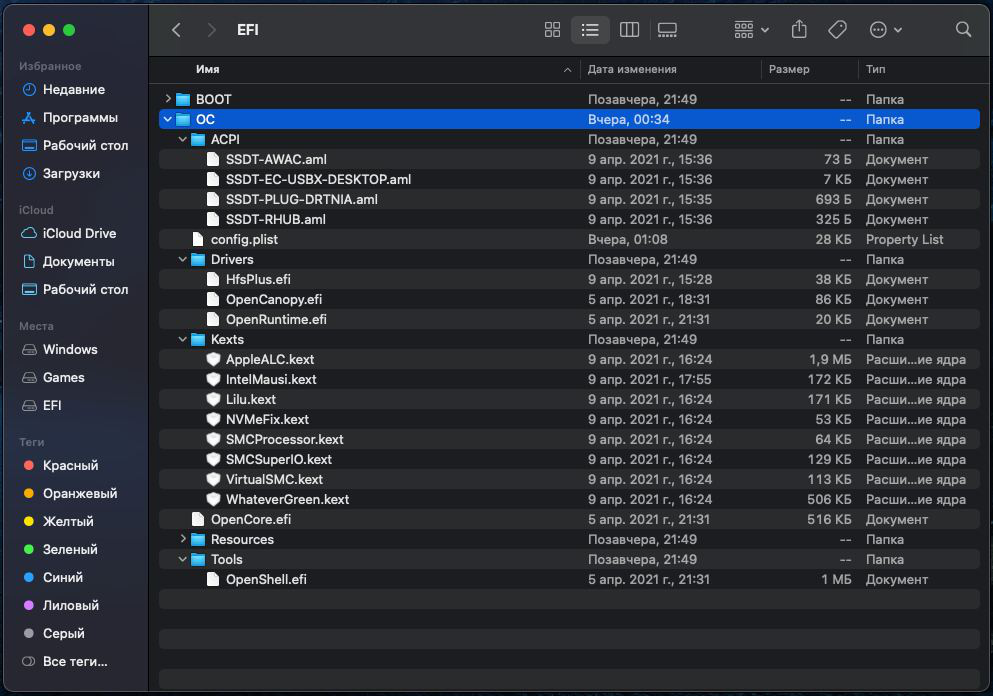 EFI
Избранное
Недавние
Программы
Рабочий стол
Загрузки
iCloud
iCloud Drive
Документы
Рабочий стол
Места
Windows
Games
EFI
Теги
Красный
Оранжевый
Желтый
Зеленый
Синий
Лиловый
Серый
Все теги...
Имя Дата изменения Размер Тип
BOOT Позавчера, 21:49 -- Папка
OC Вчера, 00:34 -- Папка
ACPI Позавчера, 21:49 -- Папка
SSDT-AWAC.aml 9 апр. 2021 г., 15:36 73 Б Документ
SSDT-EC-USBX-DESKTOP.aml 9 апр. 2021 г., 15:36 7 КБ Документ
SSDT-PLUG-DRTNIA.aml 9 апр. 2021 г., 15:35 693 Б Документ
SSDT-RHUB.aml 9 апр. 2021 г., 15:36 325 Б Документ
config.plist Вчера, 01:08 28 КБ Property List
Drivers Позавчера, 21:49 -- Папка
HfsPlus.efi 9 апр. 2021 г., 15:28 38 КБ Документ
OpenCanopy.efi 5 апр. 2021 г., 18:31 86 КБ Документ
OpenRuntime.efi 5 апр. 2021 г., 21:31 20 КБ Документ
Kexts Позавчера, 21:49 -- Папка
AppleALC.kext 9 апр. 2021 г., 16:24 1,9 МБ Расши...ие ядра
IntelMausi.kext 9 апр. 2021 г., 17:55 172 КБ Расши...ие ядра
Lilu.kext 9 апр. 2021 г., 16:24 171 КБ Расши...ие ядра
NVMeFix.kext 9 апр. 2021 г., 16:24 53 КБ Расши...ие ядра
SMCProcessor.kext 9 апр. 2021 г., 16:24 64 КБ Расши...ие ядра
SMCSuperIO.kext 9 апр. 2021 г., 16:24 129 КБ Расши...ие ядра
VirtualSMC.kext 9 апр. 2021 г., 16:24 113 КБ Расши...ие ядра
WhateverGreen.kext 9 апр. 2021 г., 16:24 506 КБ Расши...ие ядра
OpenCore.efi 5 апр. 2021 г., 21:31 516 КБ Документ
Resources Позавчера, 21:49 -- Папка
Tools Позавчера, 21:49 -- Папка
OpenShell.efi 5 апр. 2021 г., 21:31 1 МБ Документ